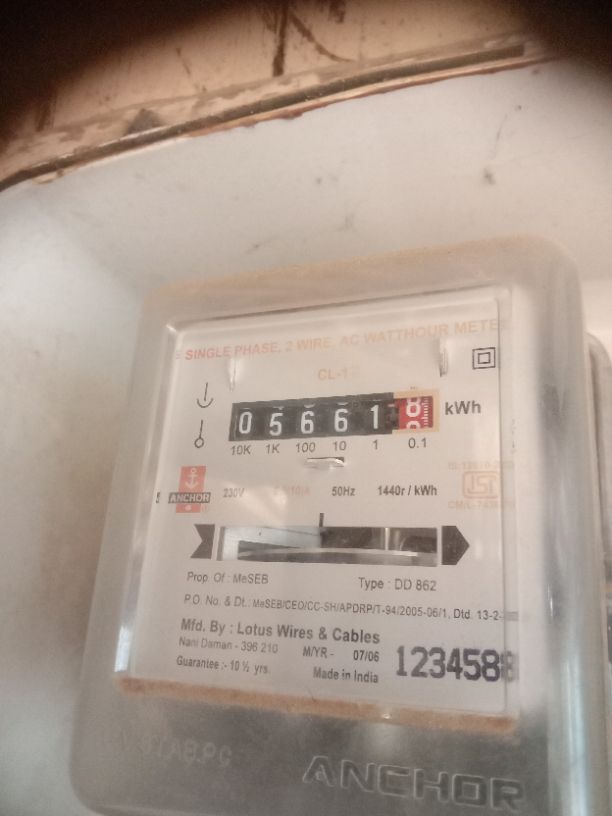 SINGLE PHASE, 2 WIRE, AC WATTHOUR METE
CL-1
0 5 6 6 1 8 kWh
10K 1K 100 10 1 0.1
ANCHOR
230V 50Hz 1440r / kWh
Prop. Of : MeSEB Type : DD 862
P.O. No. & Dt.: MeSEB/CEO/CC-SH/APDRP/T-94/2005-06/1, Dtd. 13-2-
Mfd. By : Lotus Wires & Cables
Nani Daman - 396 210 M/YR - 07/06
Guarantee :- 10 ½ yrs. Made in India
1234588
ANCHOR